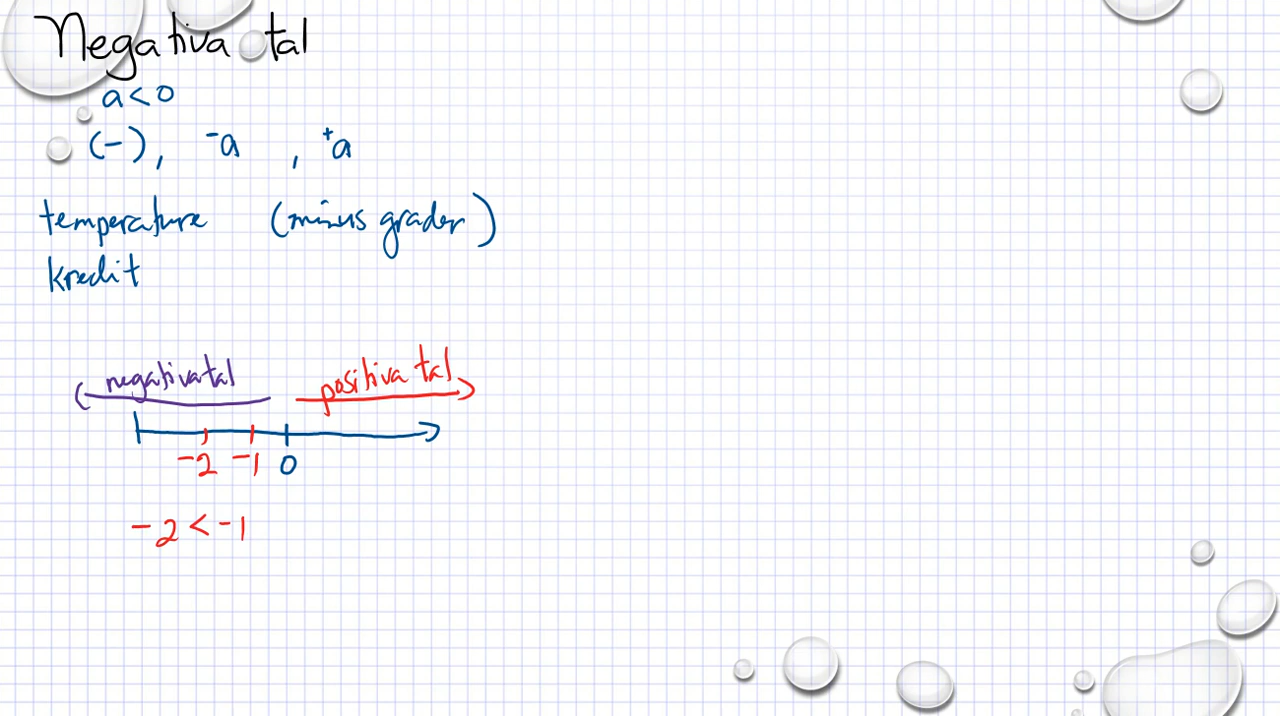 Negativa tal
a < 0
(-), ⁻a , ⁺a
temperature (minus grader)
kredit
negativa tal positiva tal
-2 -1 0
-2 < -1